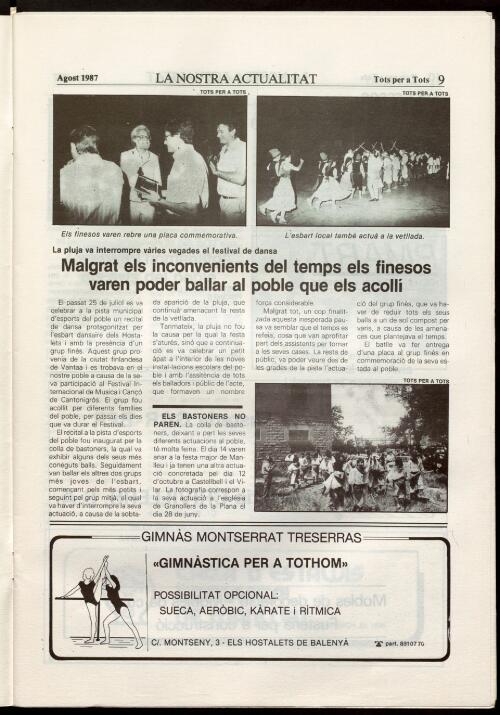 Agost 1987 LA NOSTRA ACTUALITAT Tots per a Tots 9
TOTS PER A TOTS
TOTS PER A TOTS
Els finesos varen rebre una placa commemorativa.
L'esbart local també actuà a la vetllada.
La pluja va interrompre vàries vegades el festival de dansa
Malgrat els inconvenients del temps els finesos
varen poder ballar al poble que els acollí
El passat 25 de juliol es va
celebrar a la pista municipal
d'esports del poble un recital
de dansa protagonitzat per
l'esbart dansaire dels Hosta-
lets i amb la presència d'un
grup finès. Aquest grup pro-
venia de la ciutat finlandesa
de Vantaa i es trobava en el
nostre poble a causa de la se-
va participació al Festival In-
ternacional de Musica i Cançó
de Cantonigròs. El grup fou
acollit per diferents famílies
del poble, per passar els dies
que va durar el Festival.
El recital a la pista d'esports
del poble fou inaugurat per la
colla de bastoners, la qual va
exhibir alguns dels seus més
coneguts balls. Seguidament
van ballar els altres dos grups
més joves de l'esbart,
començant pels més petits i
seguint pel grup mitjà, el qual
va haver d'interrompre la seva
actuació, a causa de la sobta-
da aparició de la pluja, que
continuà amenaçant la resta
de la vetllada.
Tanmateix, la pluja no fou
la causa per la qual la festa
s'aturés, sinó que a continua-
ció es va celebrar un petit
àpat a l'interior de les noves
instal·lacions escolars del po-
ble i amb l'assistència de tots
els balladors i públic de l'acte,
que formaven un nombre
força considerable.
Malgrat tot, un cop finalit-
zada aquesta inesperada pau-
sa va semblar que el temps es
refeia, cosa que van aprofitar
part dels assistents per tornar
a les seves cases. La resta de
públic, va poder veure des de
les grades de la pista l'actua-
ció del grup finès, que va ha-
ver de reduir tots els seus
balls a un de sol compost per
varis, a causa de les amena-
ces que plantejava el temps.
El batlle va fer entrega
d'una placa al grup finès en
commemoració de la seva es-
tada al poble.
ELS BASTONERS NO
PAREN. La colla de basto-
ners, deixant a part les seves
diferents actuacions al poble,
té molta feina. El dia 14 varen
anar a la festa major de Man-
lleu i ja tenen una altra actua-
ció concretada pel dia 12
d'octubre a Castellbell i el Vi-
lar. La fotografia correspon a
la seva actuació a l'església
de Granollers de la Plana el
dia 28 de juny.
TOTS PER A TOTS
GIMNÀS MONTSERRAT TRESERRAS
«GIMNÀSTICA PER A TOTHOM»
POSSIBILITAT OPCIONAL:
SUECA, AERÒBIC, KÀRATE i RÍTMICA
C/. MONTSENY, 3 - ELS HOSTALETS DE BALENYÀ
☎ part. 8891070